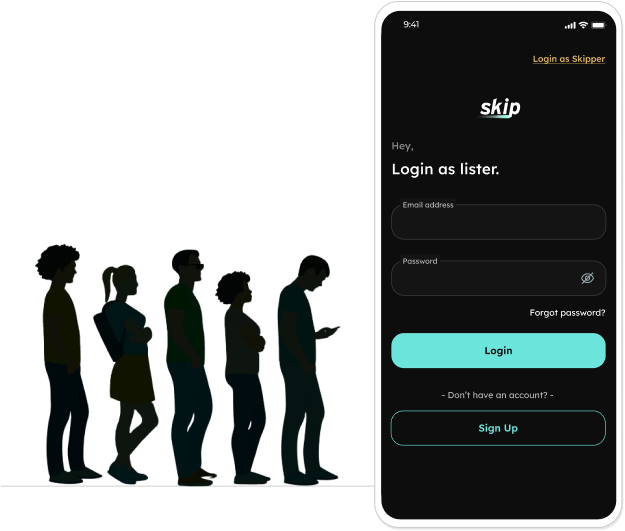 9:41
Login as Skipper
skip
Hey,
Login as lister.
Email address
Password
Forgot password?
Login
- Don't have an account? -
Sign Up